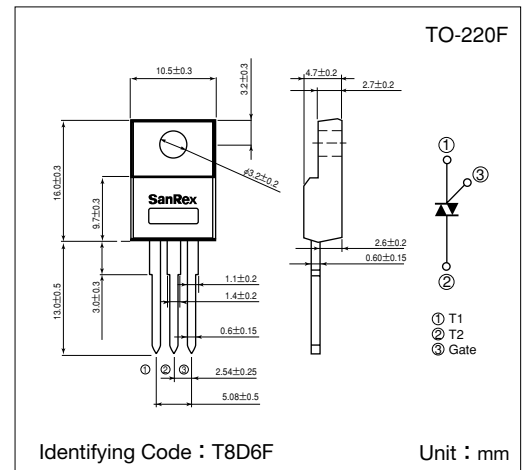 TO-220F
10.5±0.3
3.2±0.3
4.7±0.2
2.7±0.2
φ3.2±0.2
16.0±0.3
9.7±0.3
SanRex
① 
③
②
2.6±0.2
0.60±0.15
13.0±0.5
3.0±0.3
1.1±0.2
1.4±0.2
0.6±0.15
① ② ③
2.54±0.25
5.08±0.5
① T1
② T2
③ Gate
Identifying Code：T8D6F
Unit：mm